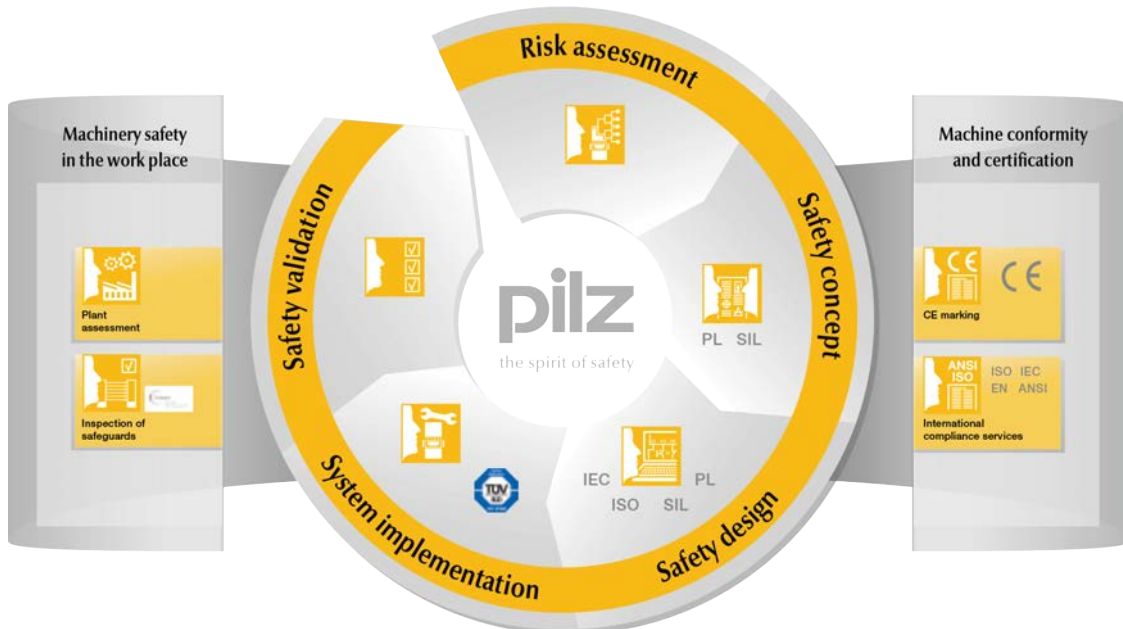 Risk assessment
Machinery safety
in the work place
Plant
assessment
Inspection of
safeguards
Safety validation
Safety concept
PL SIL
pilz
the spirit of safety
System implementation
TÜV
Safety design
IEC PL
ISO SIL
Machine conformity
and certification
CE
CE
CE marking
ANSI
ISO
ISO IEC
EN ANSI
International
compliance services